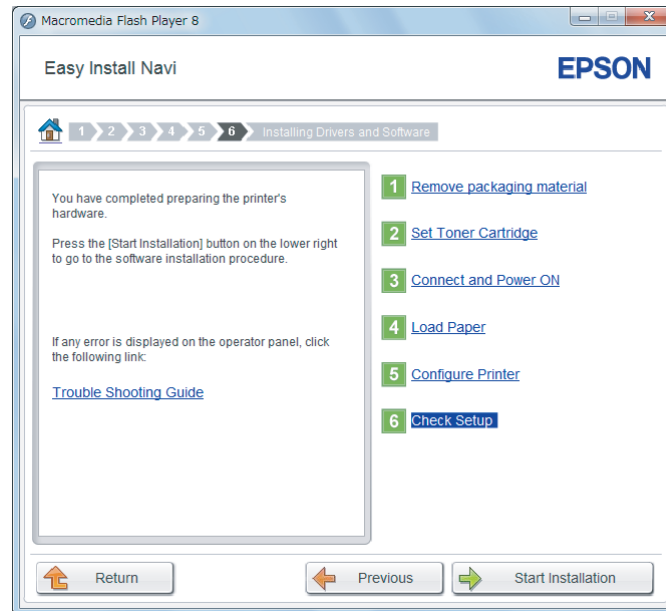 Macromedia Flash Player 8
Easy Install Navi
EPSON
1 2 3 4 5 6 Installing Drivers and Software
You have completed preparing the printer's
hardware.
Press the [Start Installation] button on the lower right
to go to the software installation procedure.
If any error is displayed on the operator panel, click
the following link:
Trouble Shooting Guide
1 Remove packaging material
2 Set Toner Cartridge
3 Connect and Power ON
4 Load Paper
5 Configure Printer
6 Check Setup
Return
Previous
Start Installation